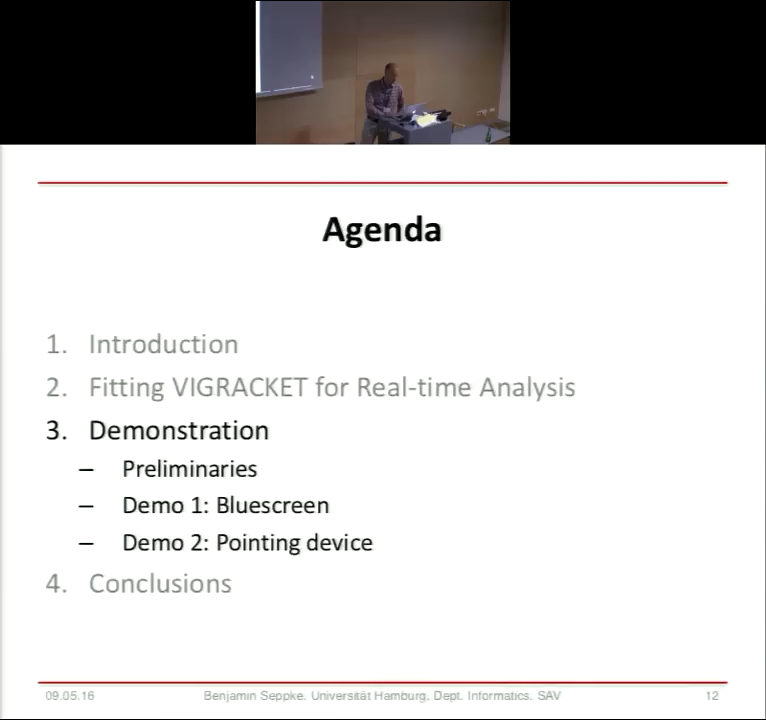 Agenda
1. Introduction
2. Fitting VIGRACKET for Real-time Analysis
3. Demonstration
– Preliminaries
– Demo 1: Bluescreen
– Demo 2: Pointing device
4. Conclusions
09.05.16 Benjamin Seppke, Universität Hamburg, Dept. Informatics, SAV 12